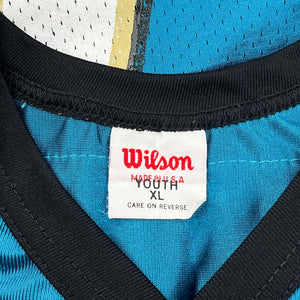 Wilson
MADE IN U.S.A
YOUTH
XL
CARE ON REVERSE